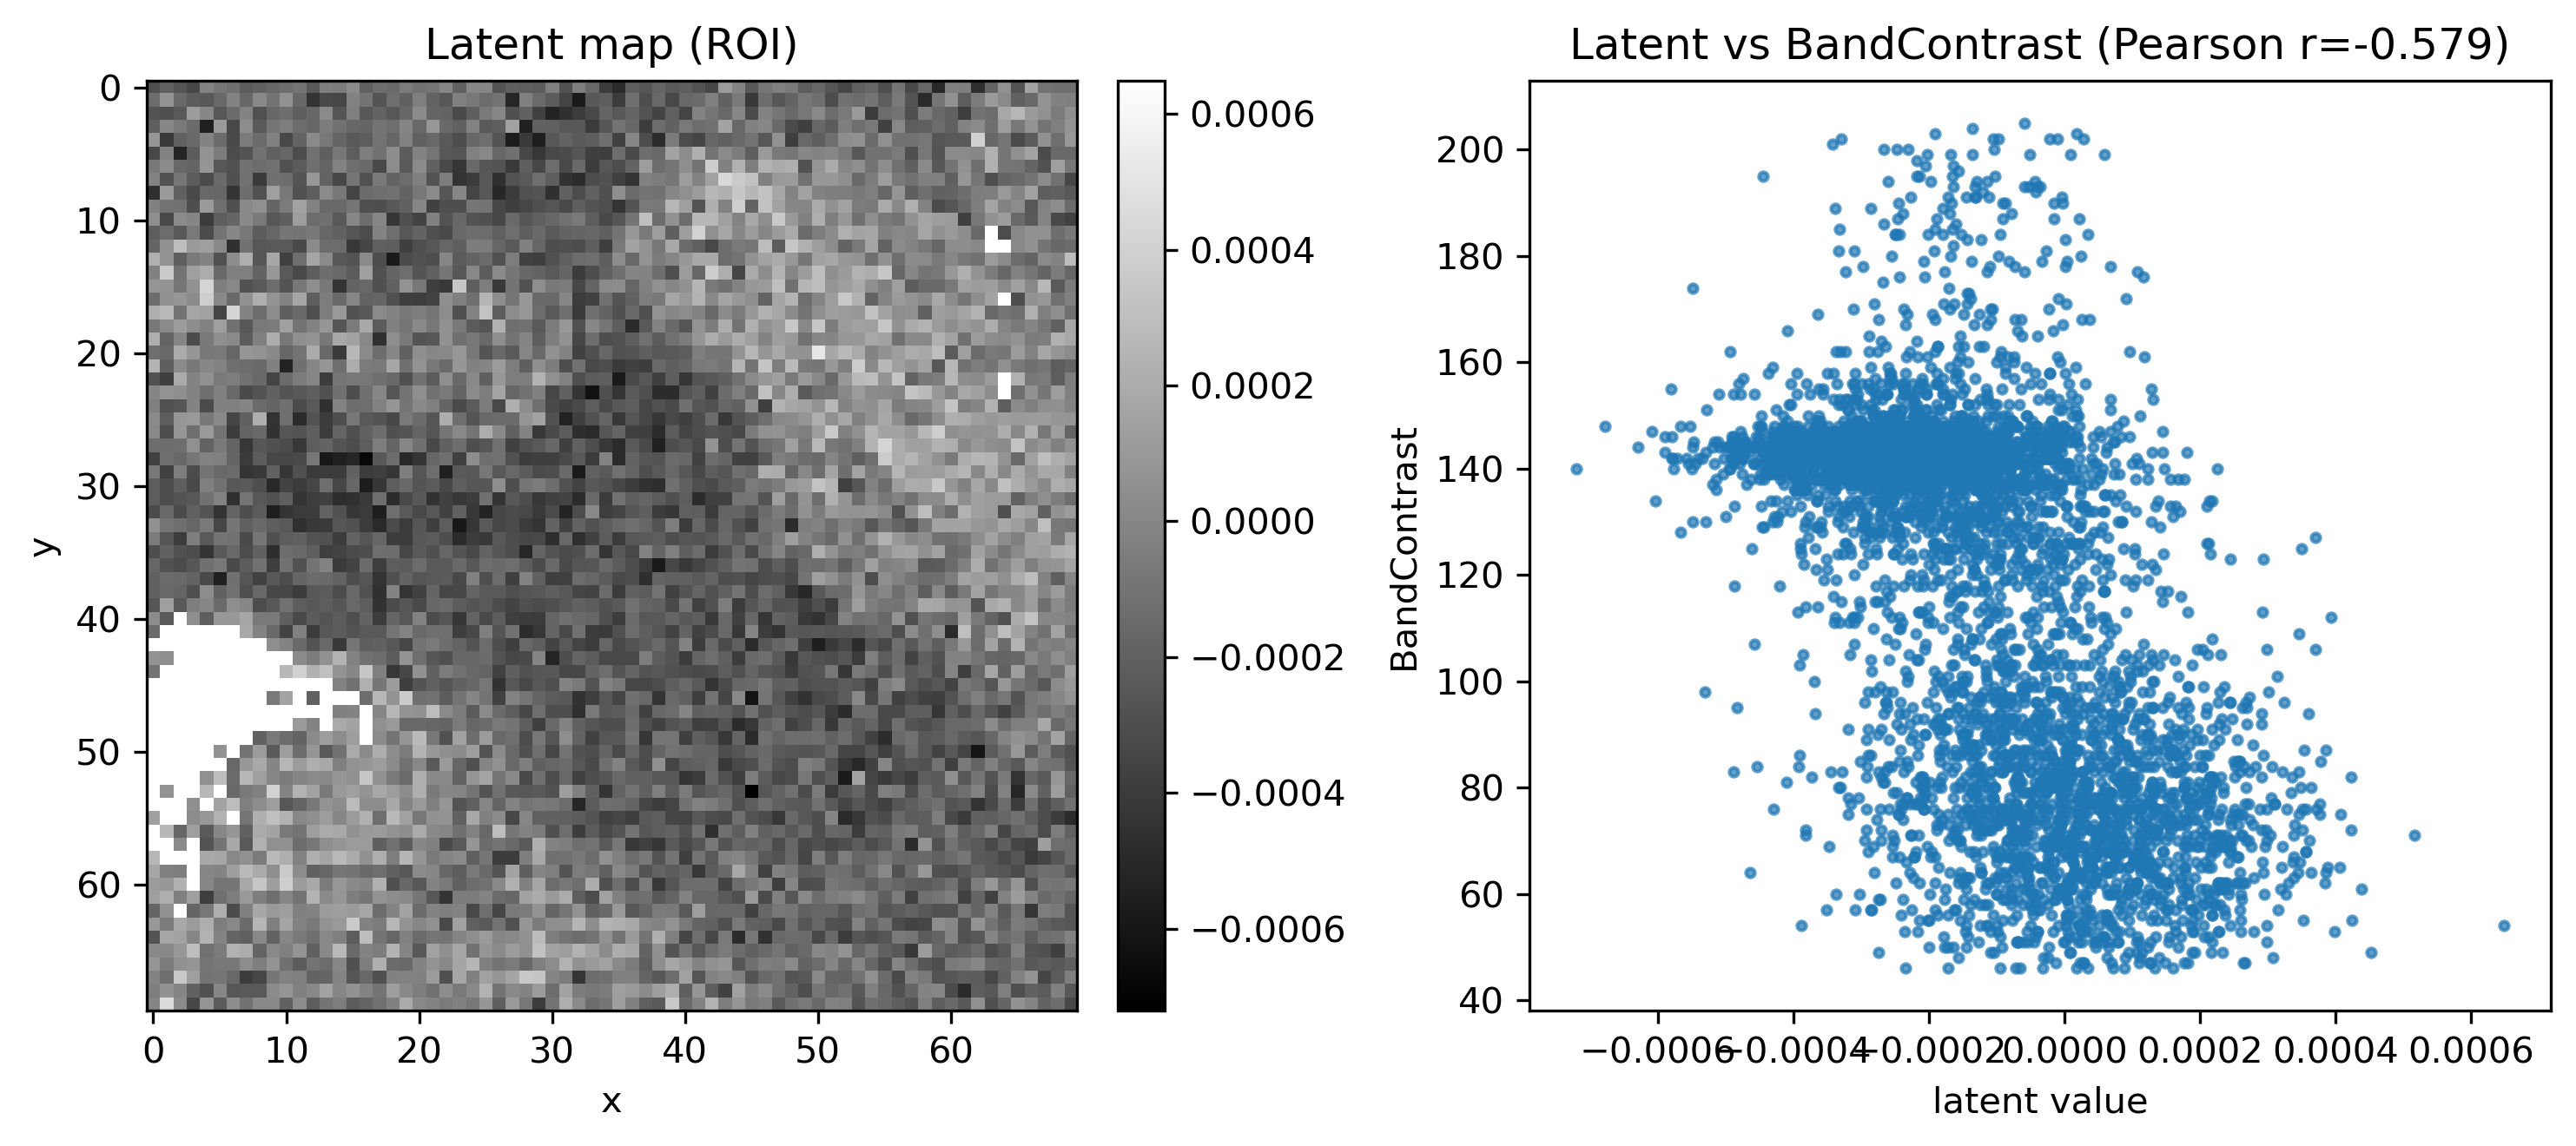 Latent map (ROI)
0
10
20
30
40
50
60
y
0 10 20 30 40 50 60
x
0.0006
0.0004
0.0002
0.0000
−0.0002
−0.0004
−0.0006
Latent vs BandContrast (Pearson r=-0.579)
200
180
160
140
120
100
80
60
40
BandContrast
−0.0006 −0.0004 −0.0002 0.0000 0.0002 0.0004 0.0006
latent value